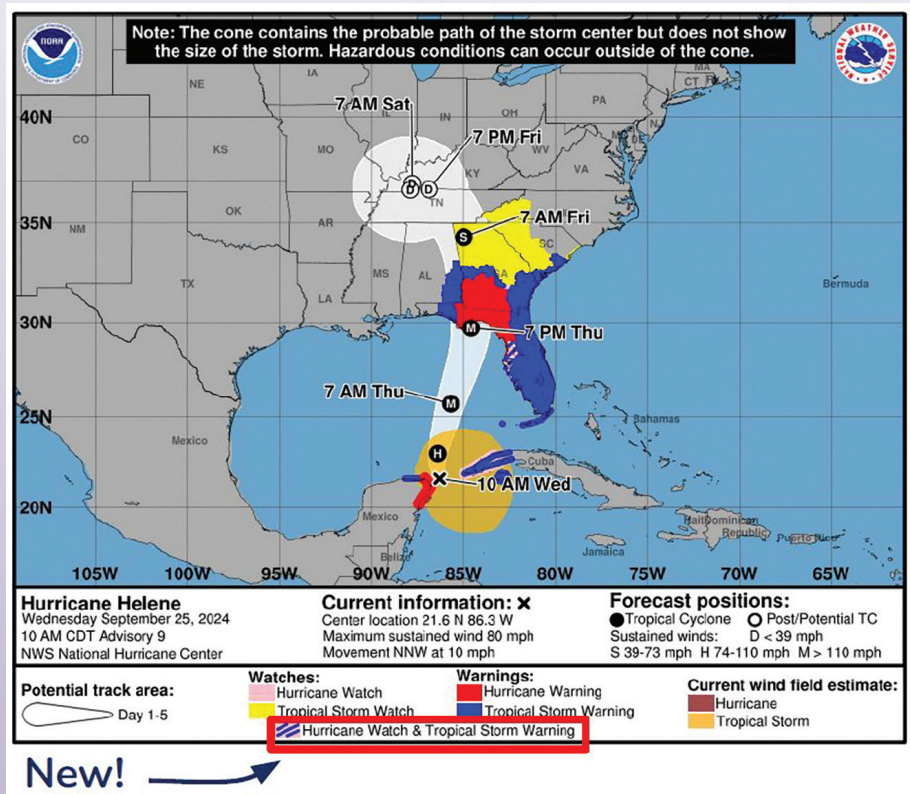 Note: The cone contains the probable path of the storm center but does not show
the size of the storm. Hazardous conditions can occur outside of the cone.
NOAA
NATIONAL WEATHER SERVICE
7 AM Sat
7 PM Fri
7 AM Fri
7 PM Thu
7 AM Thu
10 AM Wed
D
D
S
M
M
H
40N
35N
30N
25N
20N
NE
IA
IL
IN
OH
PA
MA
CT
RI
NJ
MD
DE
CO
KS
MO
KY
WV
VA
NM
OK
AR
TN
SC
TX
LA
MS
AL
GA
Bermuda
Bahamas
Mexico
Cuba
Mexico
Belize
Jamaica
Haiti
Dominican
Republic
Puerto Rico
105W 100W 95W 90W 85W 80W 75W 70W 65W
Hurricane Helene
Wednesday September 25, 2024
10 AM CDT Advisory 9
NWS National Hurricane Center
Current information: ×
Center location 21.6 N 86.3 W
Maximum sustained wind 80 mph
Movement NNW at 10 mph
Forecast positions:
Tropical Cyclone Post/Potential TC
Sustained winds: D < 39 mph
S 39-73 mph H 74-110 mph M > 110 mph
Potential track area:
Day 1-5
Watches:
Hurricane Watch
Tropical Storm Watch
Warnings:
Hurricane Warning
Tropical Storm Warning
Hurricane Watch & Tropical Storm Warning
Current wind field estimate:
Hurricane
Tropical Storm
New!